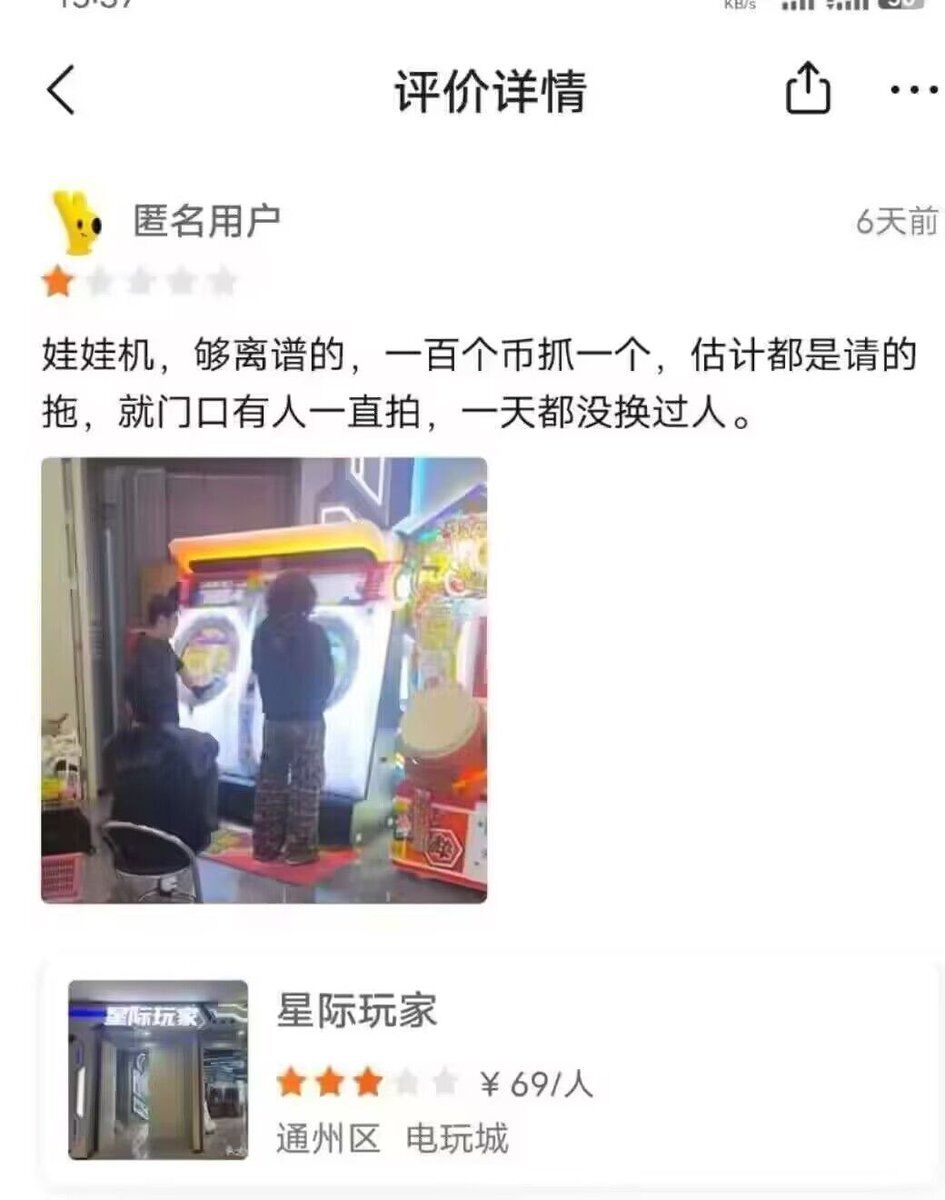 KB/s
评价详情
匿名用户
6天前
娃娃机，够离谱的，一百个币抓一个，估计都是请的
拖，就门口有人一直拍，一天都没换过人。
星际玩家
星际玩家
¥69/人
通州区 电玩城